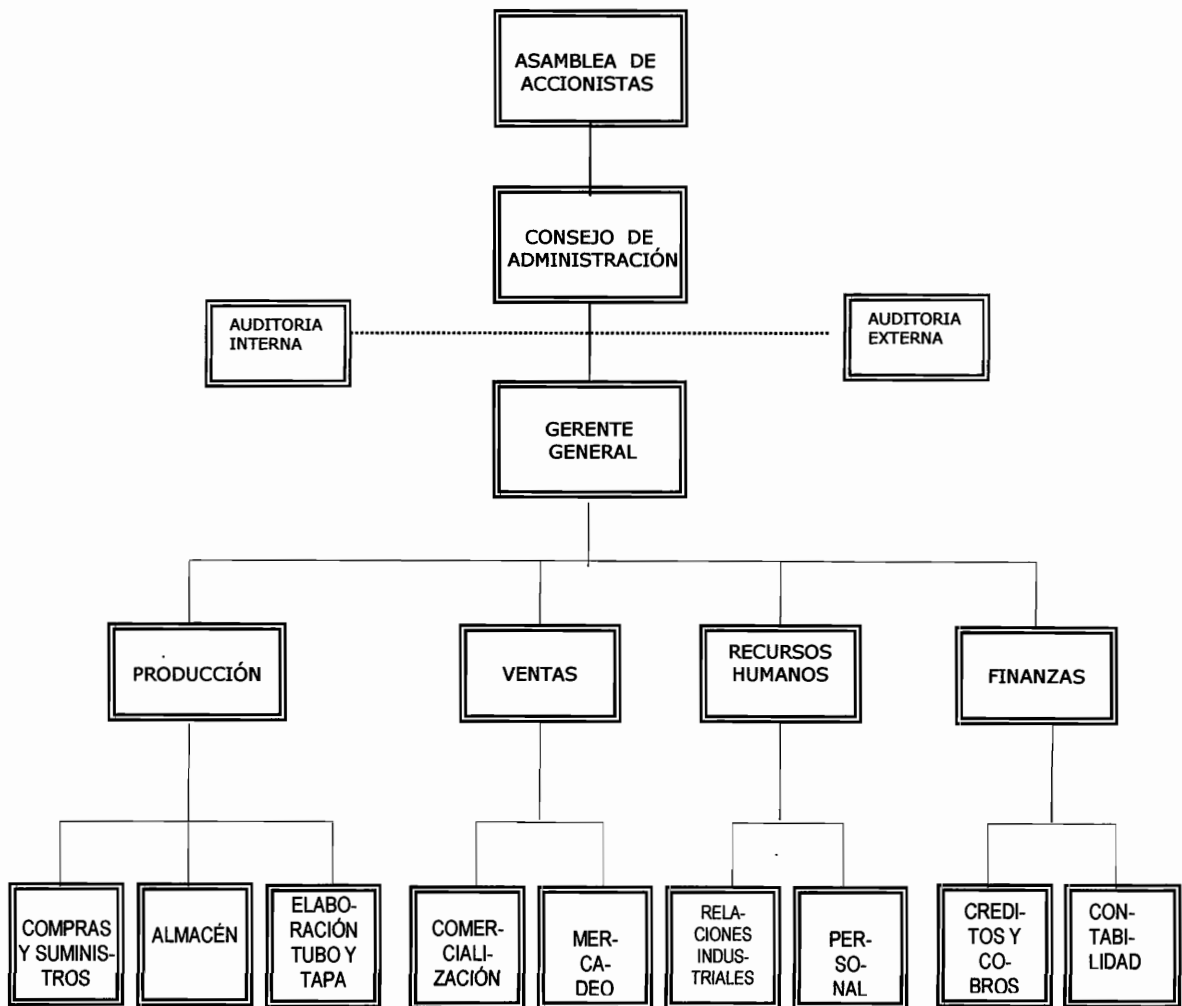 ASAMBLEA DE
ACCIONISTAS
CONSEJO DE
ADMINISTRACIÓN
AUDITORIA
INTERNA
AUDITORIA
EXTERNA
GERENTE
GENERAL
PRODUCCIÓN
VENTAS
RECURSOS
HUMANOS
FINANZAS
COMPRAS
Y SUMINIS-
TROS
ALMACÉN
ELABO-
RACIÓN
TUBO Y
TAPA
COMER-
CIALI-
ZACIÓN
MER-
CA-
DEO
RELA-
CIONES
INDUS-
TRIALES
PER-
SO-
NAL
CREDI-
TOS Y
CO-
BROS
CON-
TABI-
LIDAD